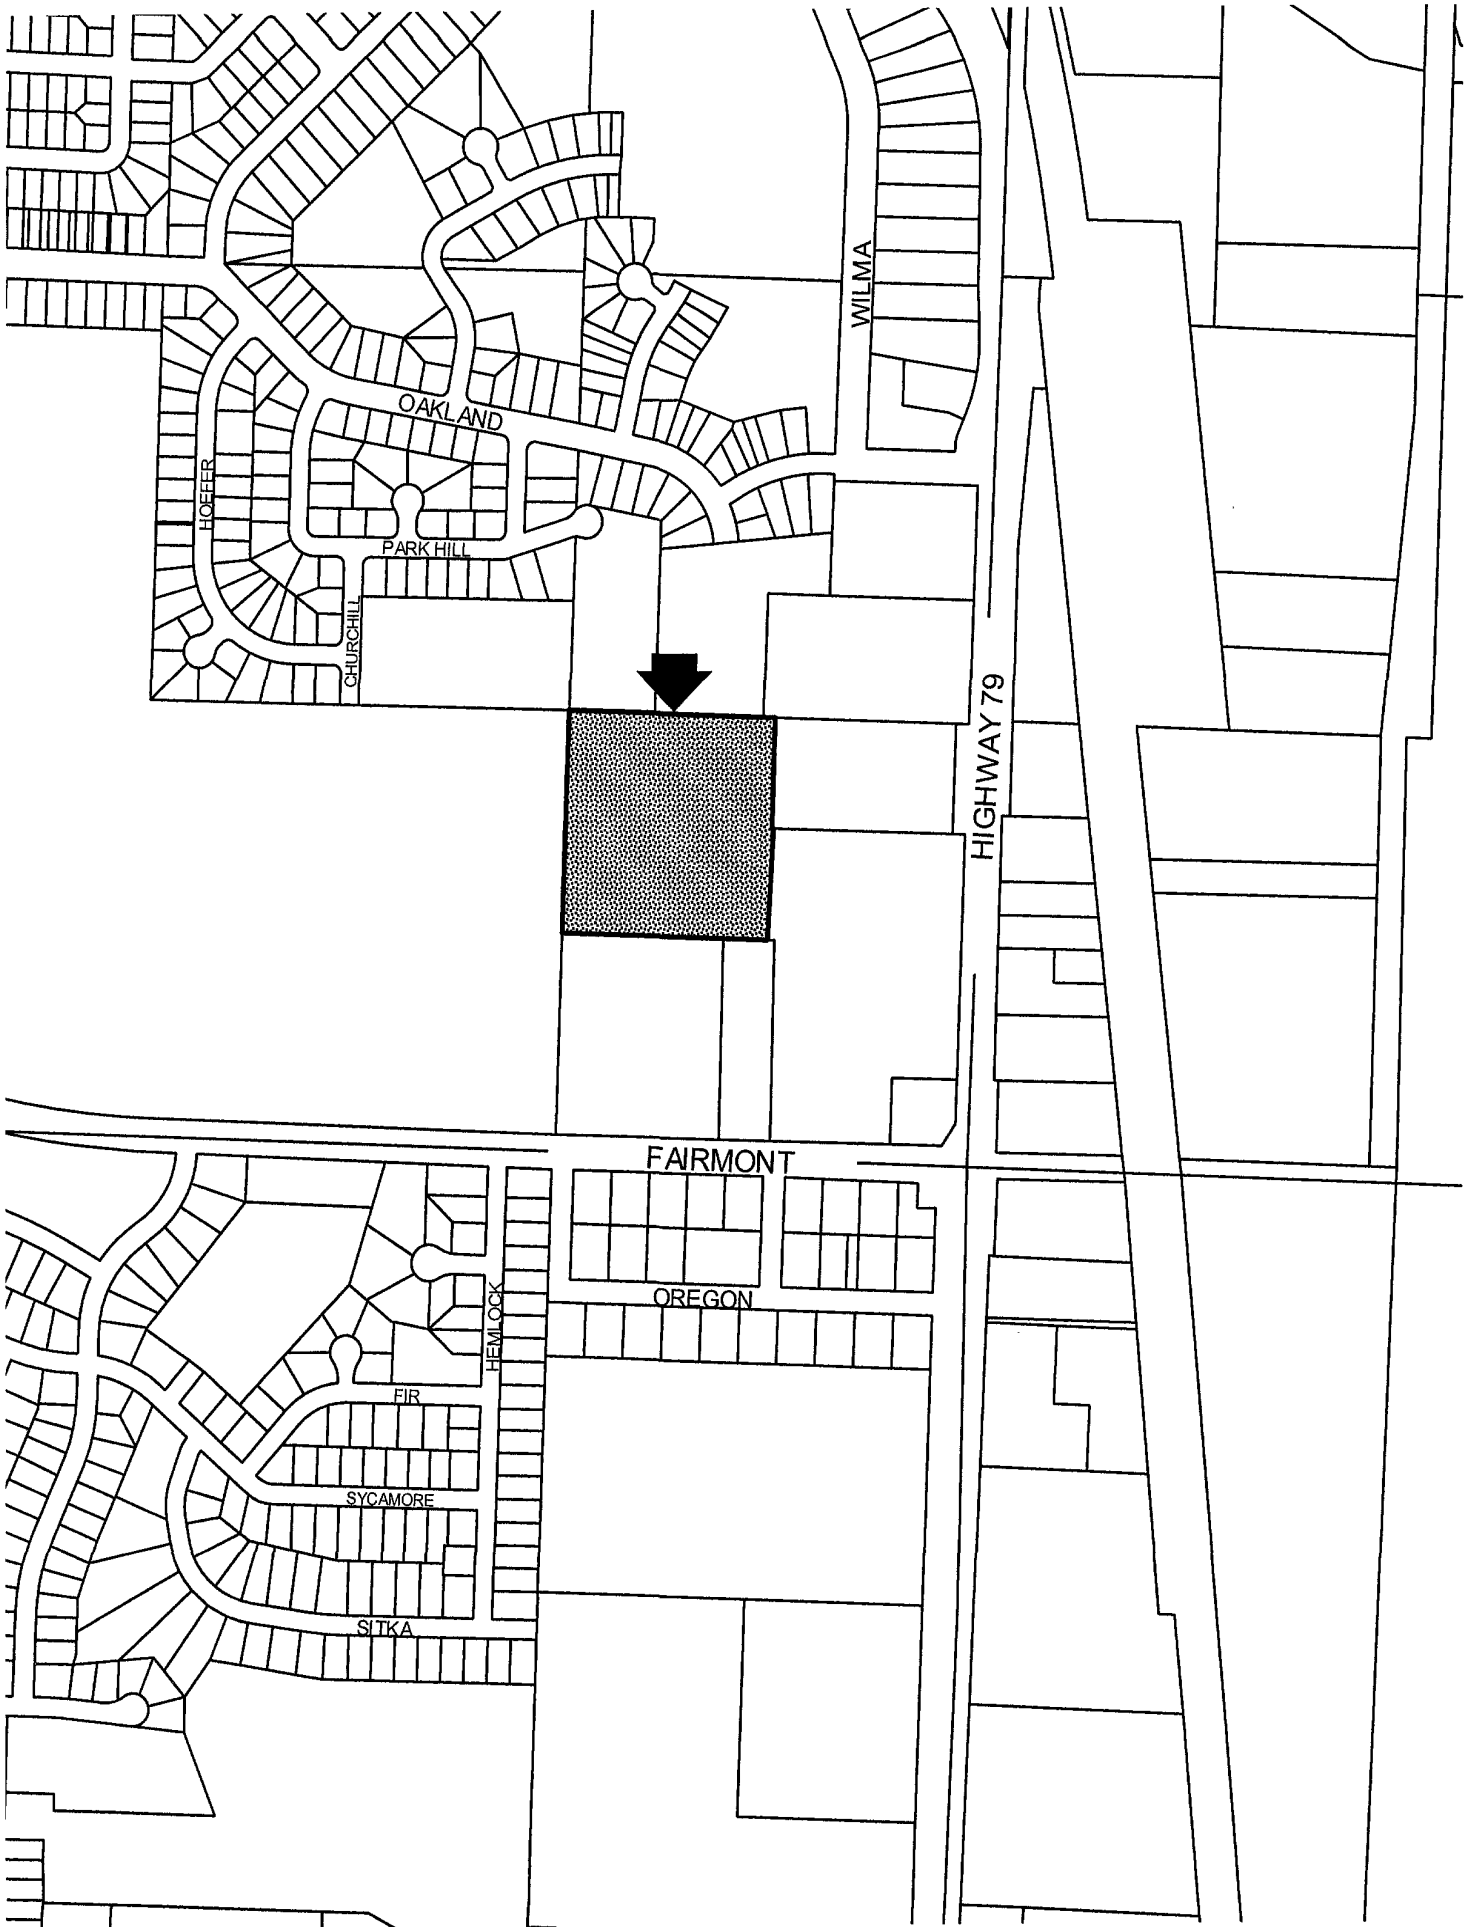 WILMA
OAKLAND
HOEFER
PARK HILL
CHURCHILL
HIGHWAY 79
FAIRMONT
OREGON
HEMLOCK
FIR
SYCAMORE
SITKA